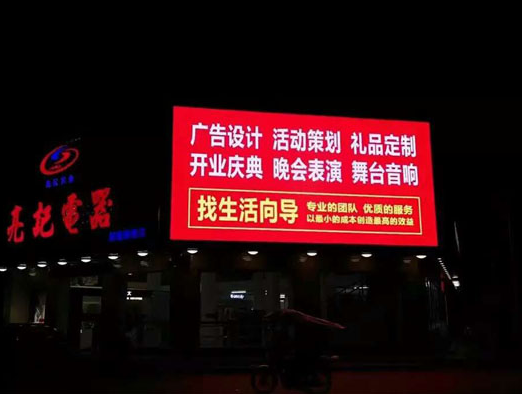 广告设计 活动策划 礼品定制
开业庆典 晚会表演 舞台音响
找生活向导
专业的团队 优质的服务
以最小的成本创造最高的效益
電器